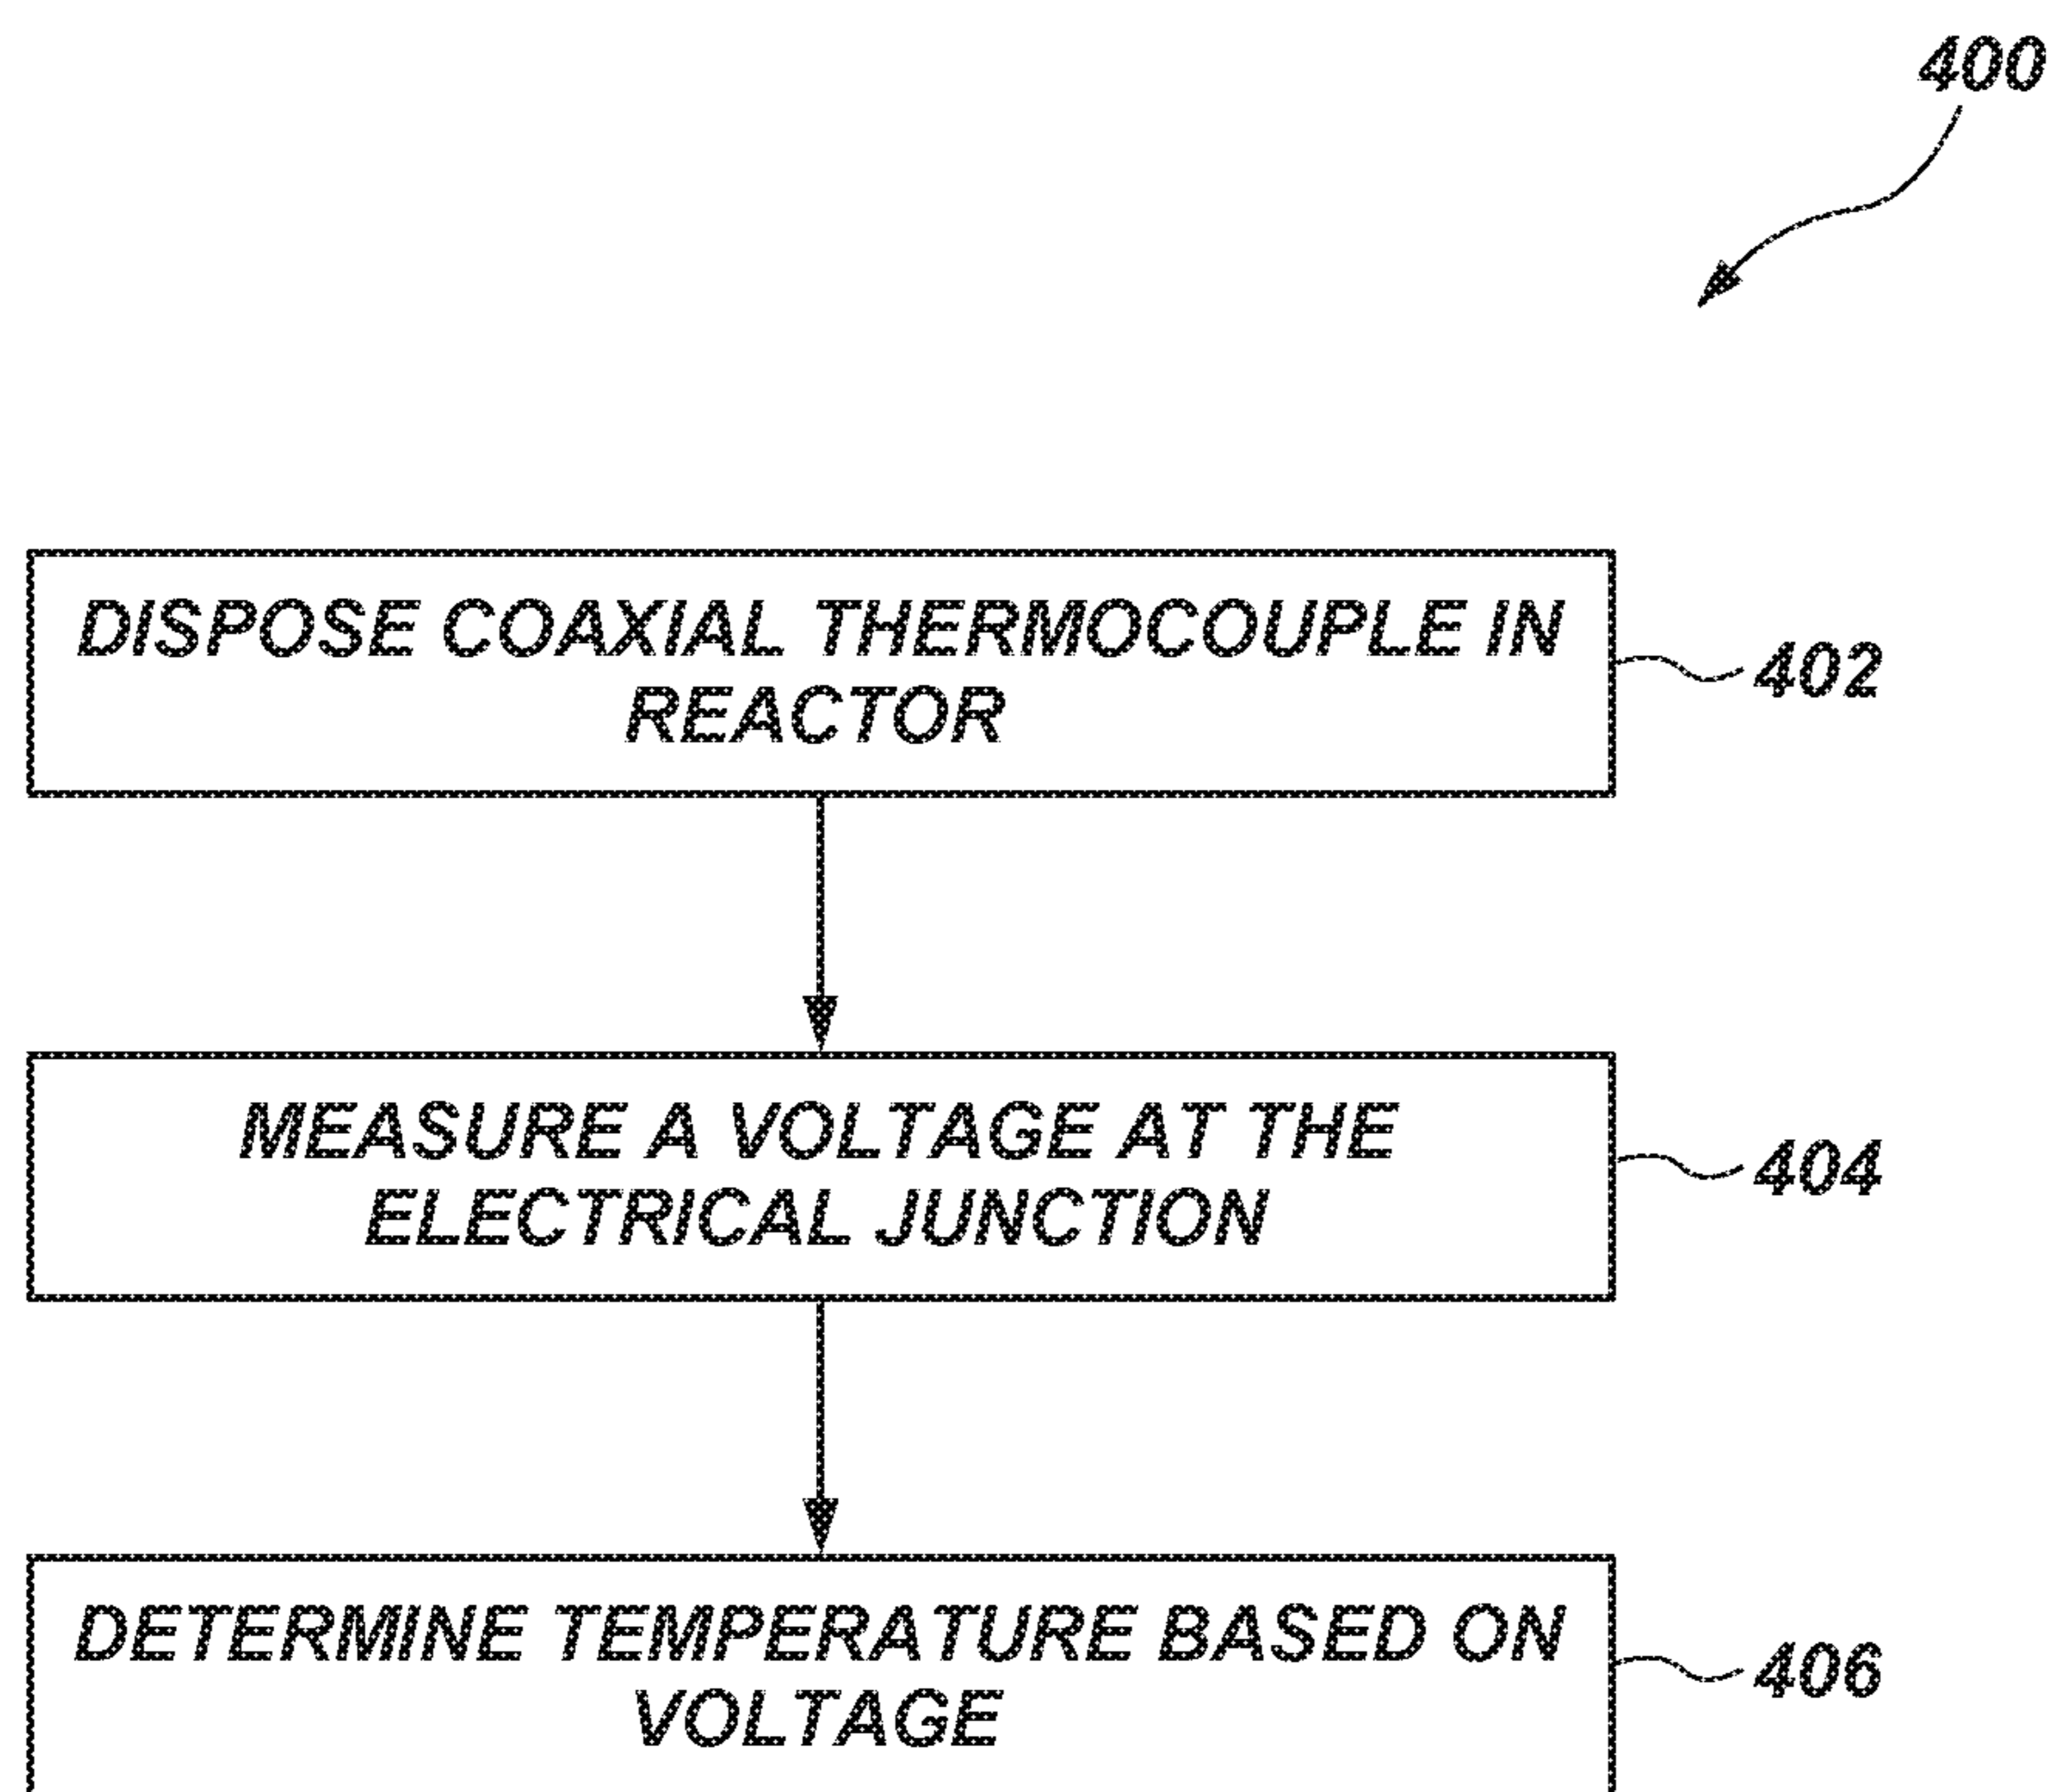 400
DISPOSE COAXIAL THERMOCOUPLE IN
REACTOR
402
MEASURE A VOLTAGE AT THE
ELECTRICAL JUNCTION
404
DETERMINE TEMPERATURE BASED ON
VOLTAGE
406